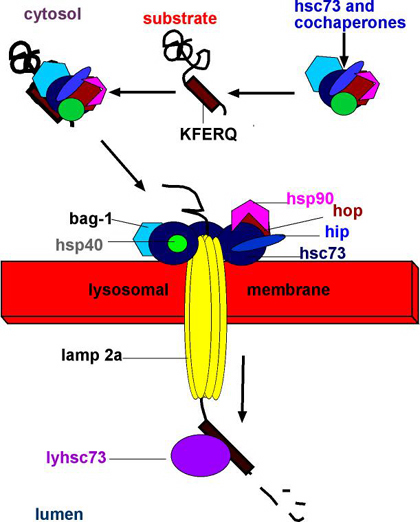 cytosol
substrate
hsc73 and
cochaperones
KFERQ
hsp90
bag-1
hop
hsp40
hip
hsc73
lysosomal membrane
lamp 2a
lyhsc73
lumen